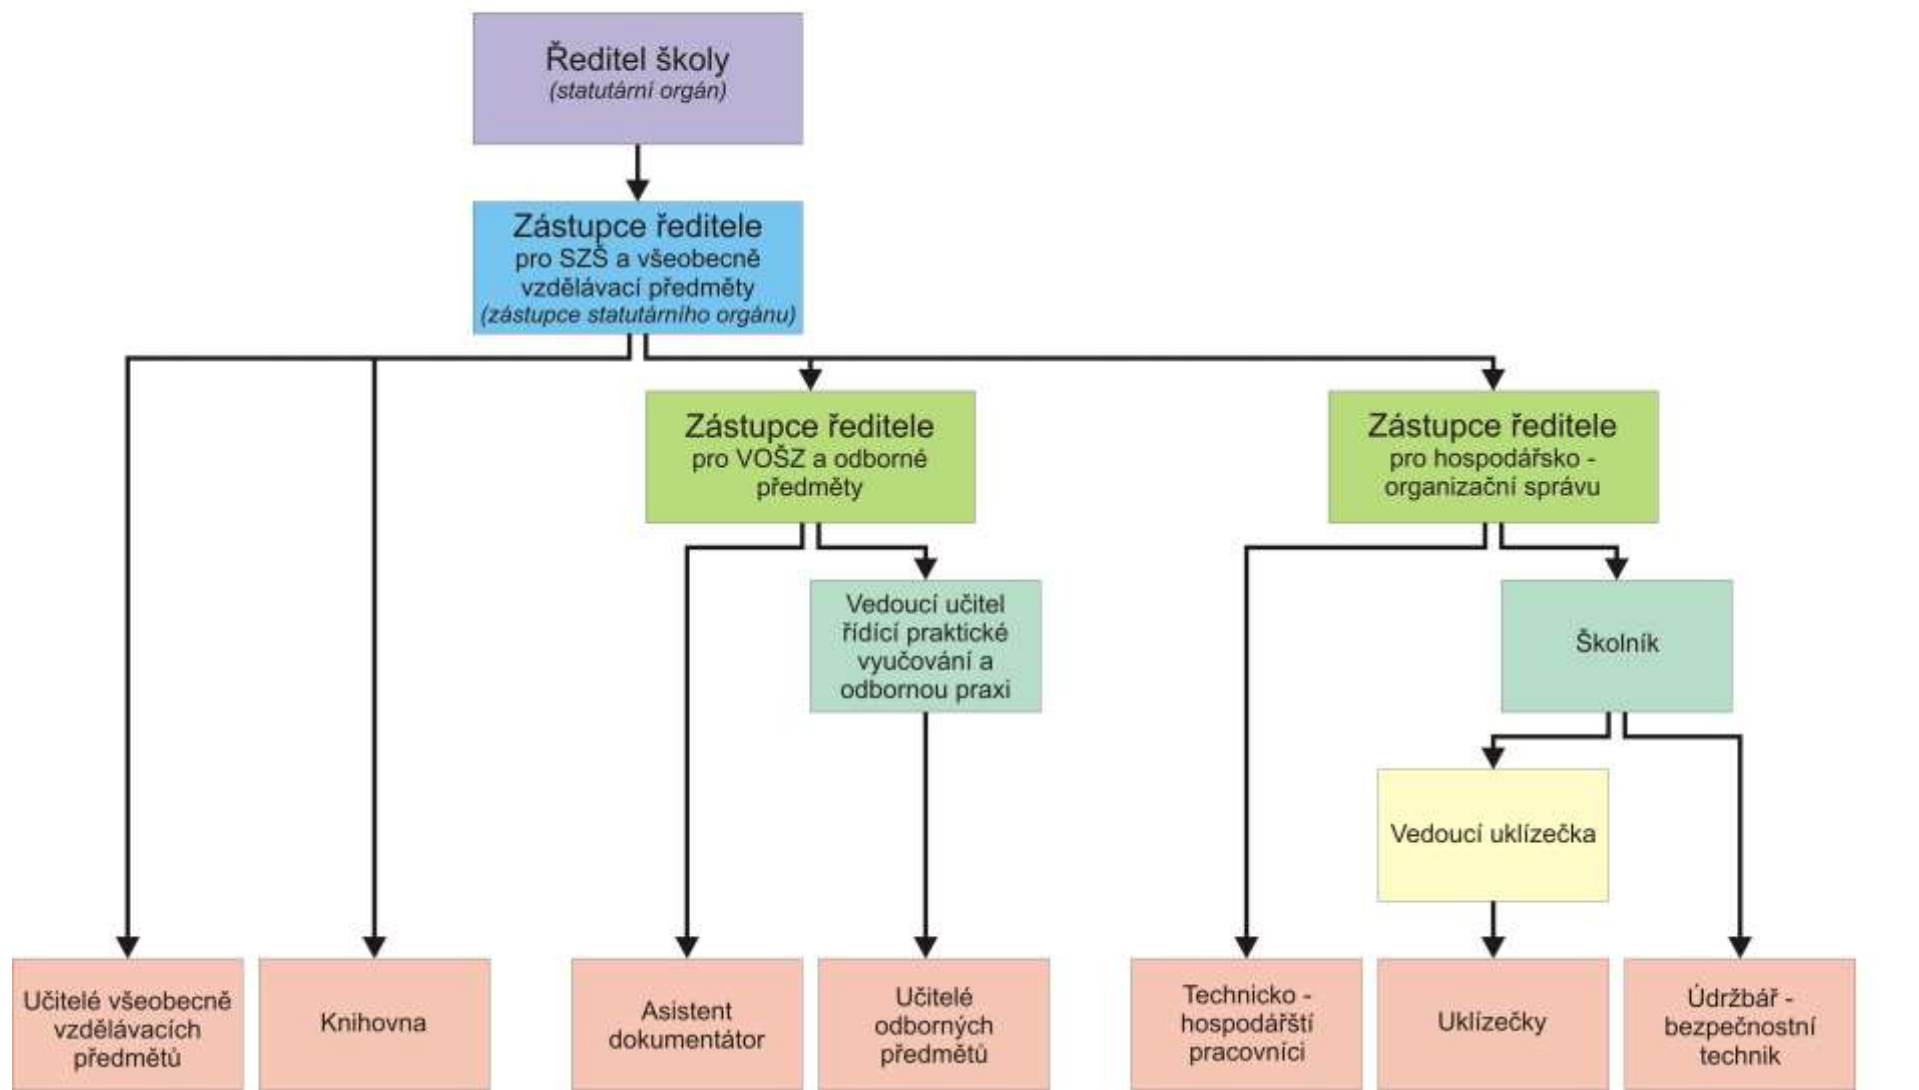 Ředitel školy
(statutární orgán)
Zástupce ředitele
pro SZŠ a všeobecně
vzdělávací předměty
(zástupce statutárního orgánu)
Zástupce ředitele
pro VOŠZ a odborné
předměty
Zástupce ředitele
pro hospodářsko -
organizační správu
Vedoucí učitel
řídící praktické
vyučování a
odbornou praxi
Školník
Vedoucí uklízečka
Učitelé všeobecně
vzdělávacích
předmětů
Knihovna
Asistent
dokumentátor
Učitelé
odborných
předmětů
Technicko -
hospodářští
pracovníci
Uklízečky
Údržbář -
bezpečnostní
technik